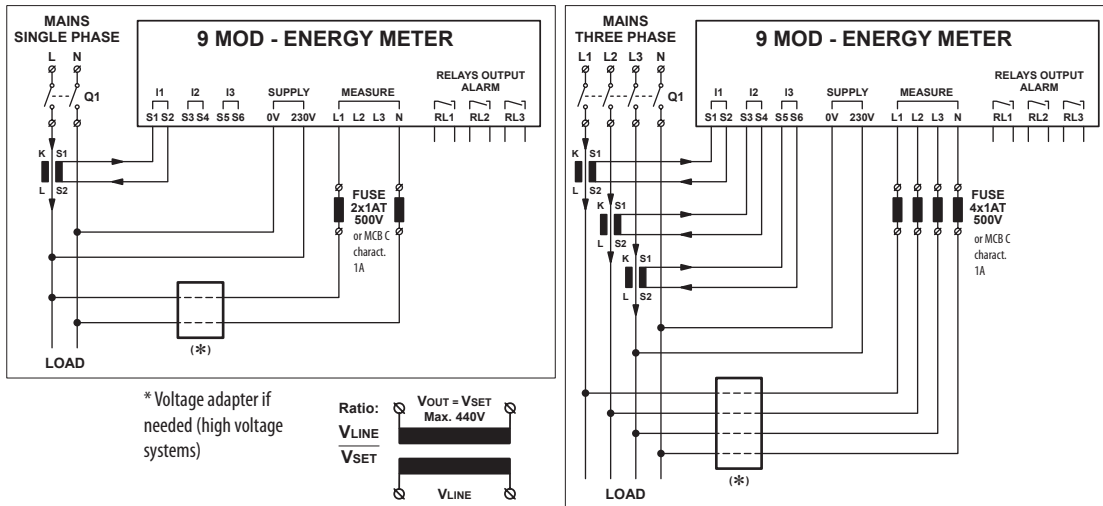 MAINS
SINGLE PHASE
L N
Q1
9 MOD - ENERGY METER
RELAYS OUTPUT
ALARM
I1 I2 I3 SUPPLY MEASURE
S1 S2 S3 S4 S5 S6 0V 230V L1 L2 L3 N RL1 RL2 RL3
K S1
L S2
FUSE
2x1AT
500V
or MCB C
charact.
1A
(*)
LOAD
* Voltage adapter if
needed (high voltage
systems)
Ratio:
VLINE
VSET
VOUT = VSET
Max. 440V
VLINE
MAINS
THREE PHASE
L1 L2 L3 N
Q1
9 MOD - ENERGY METER
RELAYS OUTPUT
ALARM
I1 I2 I3 SUPPLY MEASURE
S1 S2 S3 S4 S5 S6 0V 230V L1 L2 L3 N RL1 RL2 RL3
K S1
L S2
K S1
L S2
K S1
L S2
FUSE
4x1AT
500V
or MCB C
charact.
1A
(*)
LOAD